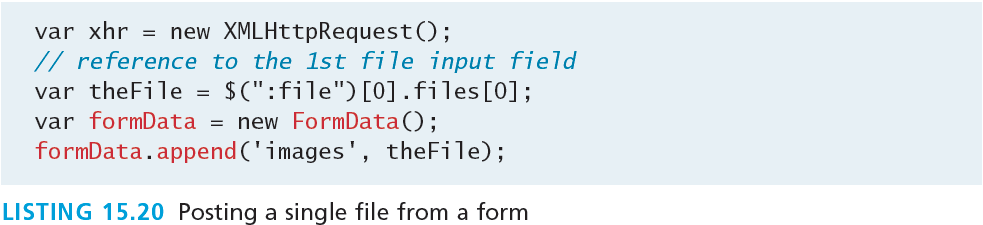 var xhr = new XMLHttpRequest();
// reference to the 1st file input field
var theFile = $(":file")[0].files[0];
var formData = new FormData();
formData.append('images', theFile);
LISTING 15.20 Posting a single file from a form